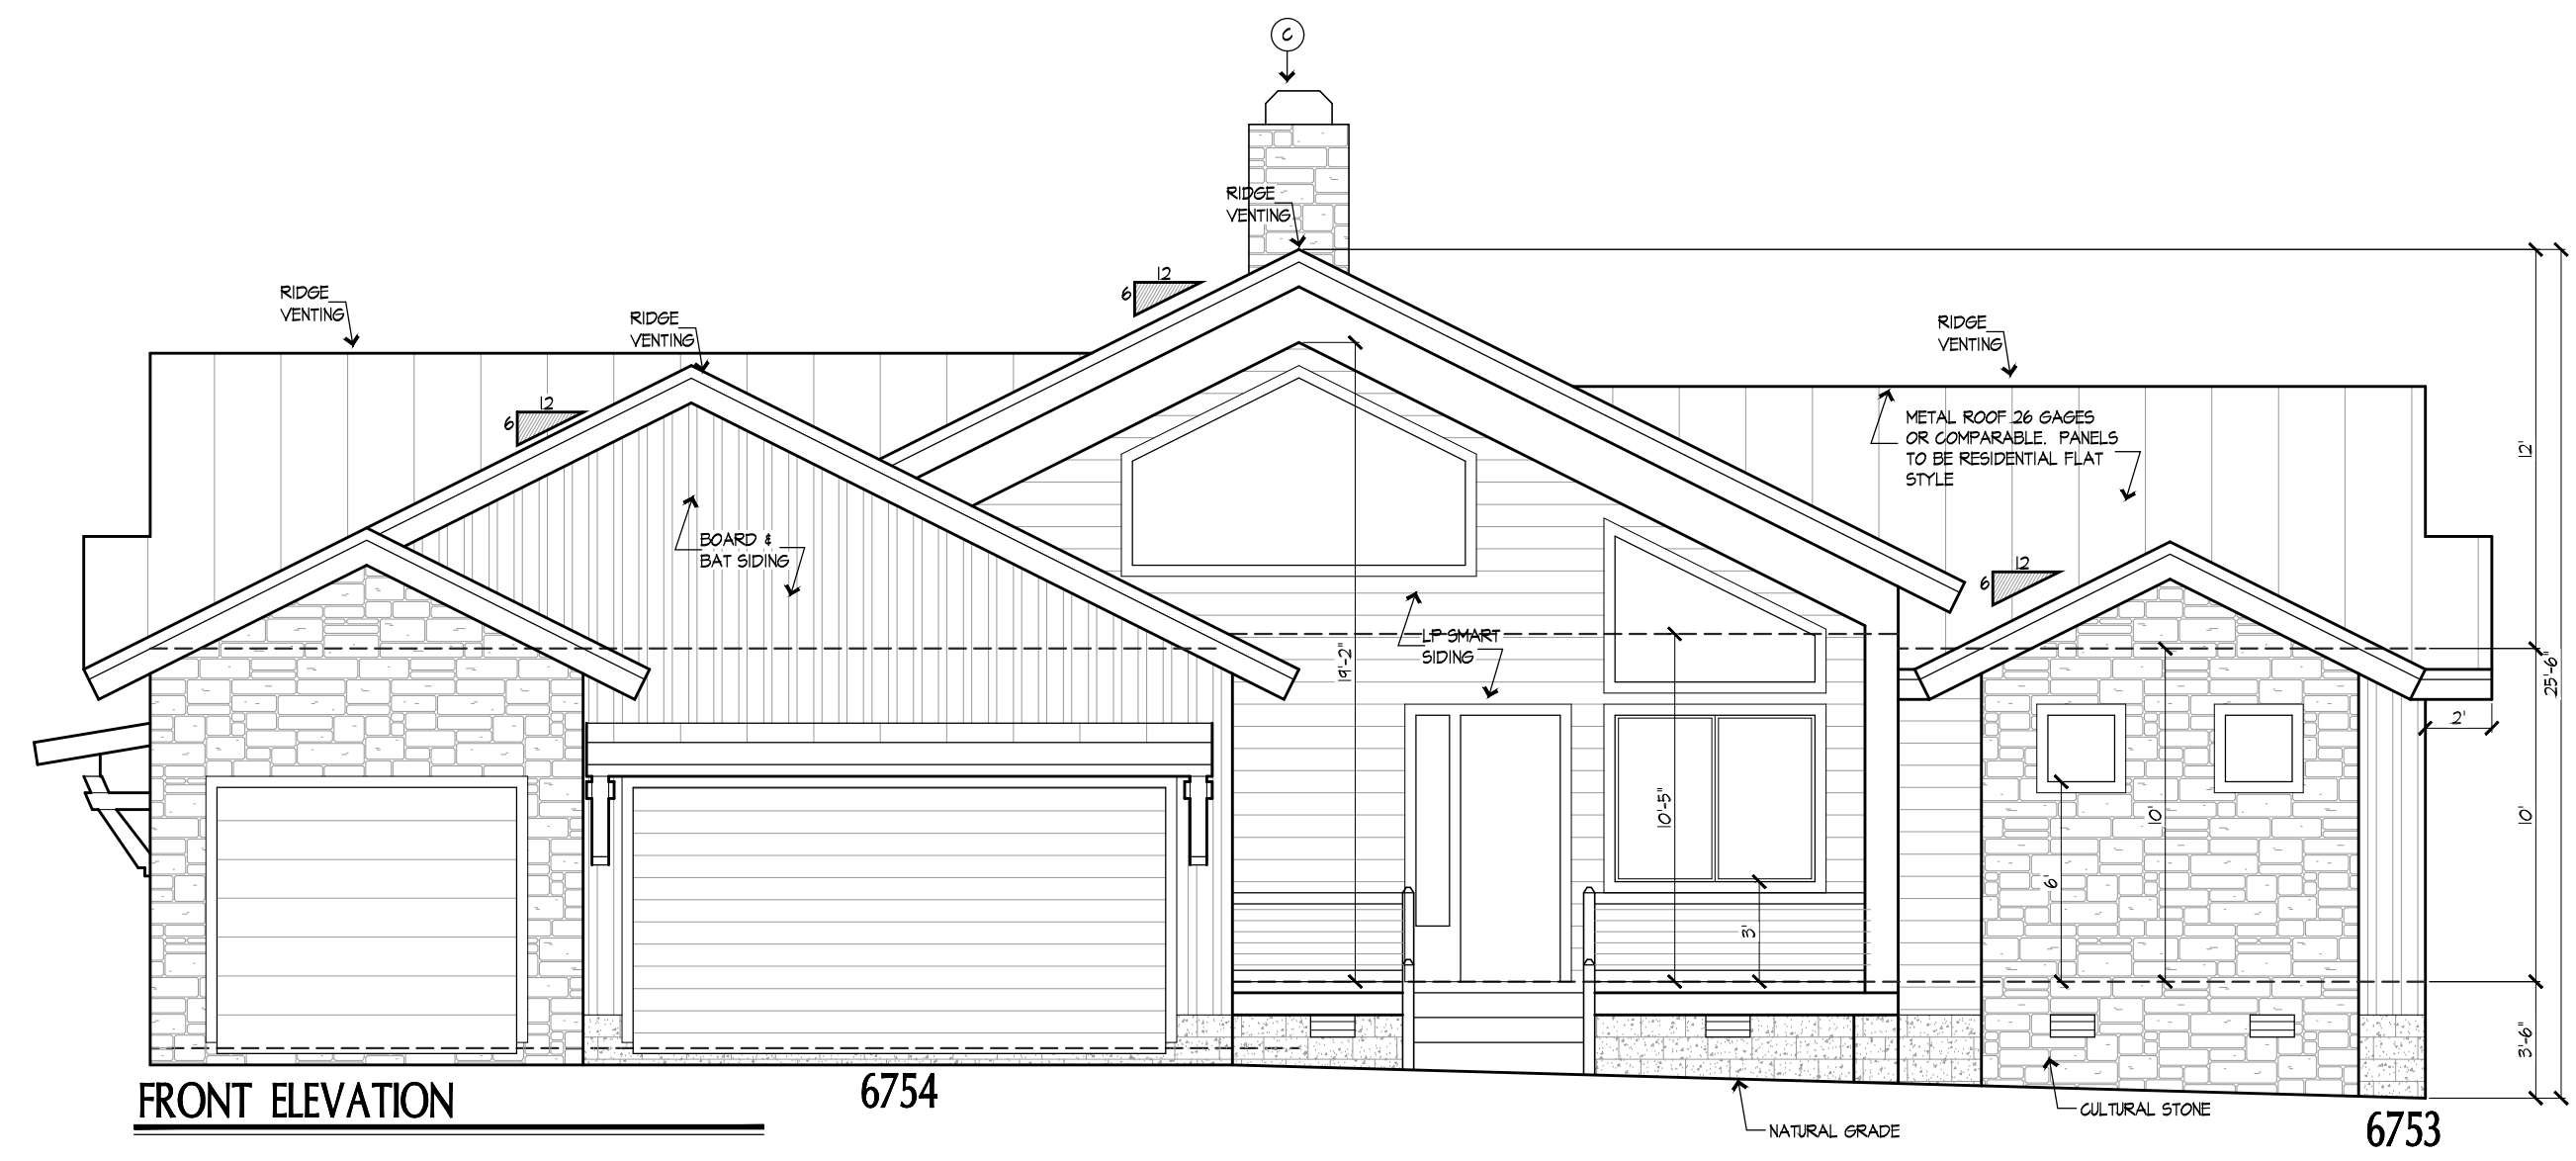 C
RIDGE
VENTING
12
6
RIDGE
VENTING
RIDGE
VENTING
RIDGE
VENTING
12
6
METAL ROOF 26 GAGES
OR COMPARABLE. PANELS
TO BE RESIDENTIAL FLAT
STYLE
12'
BOARD &
BAT SIDING
12
6
LP SMART
SIDING
19'-2"
25'-6"
2'
10'-5"
10'
10'
6'
3'
3'-6"
FRONT ELEVATION
6754
NATURAL GRADE
CULTURAL STONE
6753